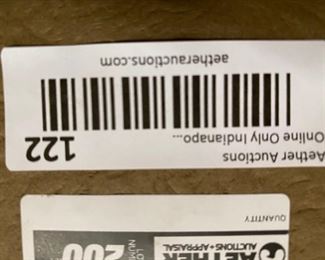 Aether Auctions
Online Only Indianapo...
122
aetherauctions.com
QUANTITY
AETHER
AUCTIONS+APPRAISAL
200